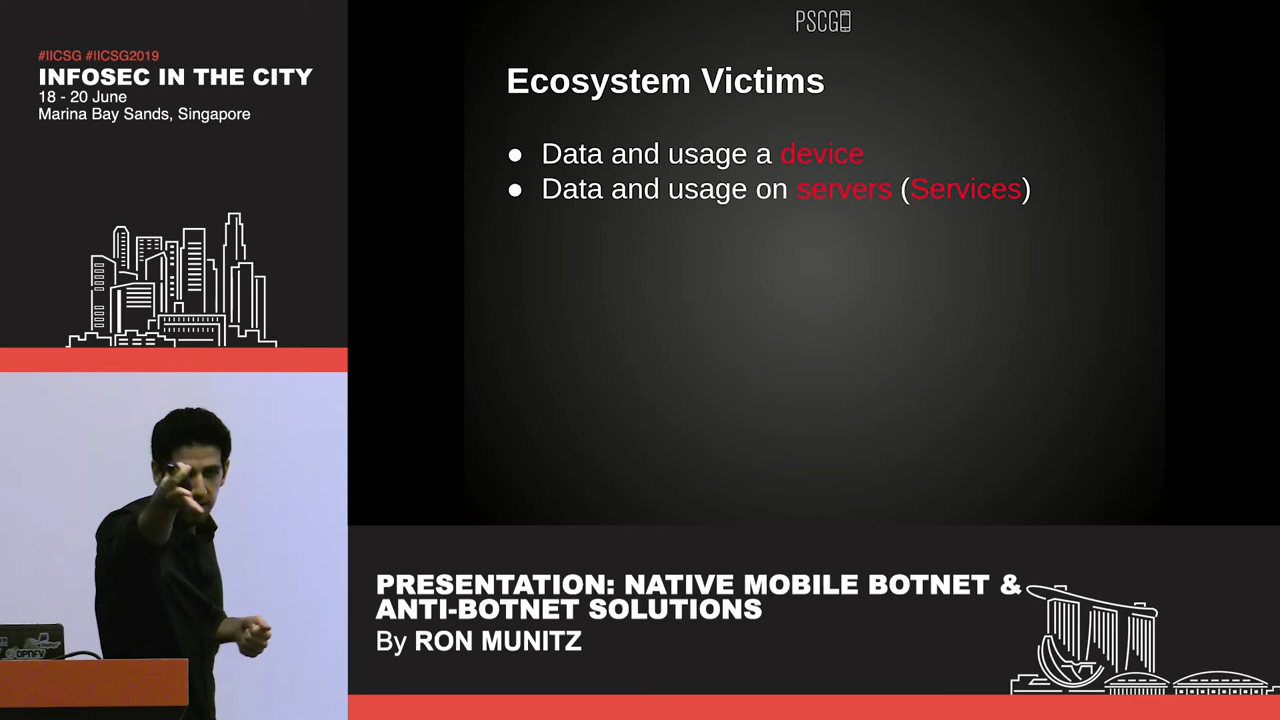 #IICSG #IICSG2019
INFOSEC IN THE CITY
18 - 20 June
Marina Bay Sands, Singapore
PSCG
Ecosystem Victims
● Data and usage a device
● Data and usage on servers (Services)
OPNFV
PRESENTATION: NATIVE MOBILE BOTNET &
ANTI-BOTNET SOLUTIONS
By RON MUNITZ